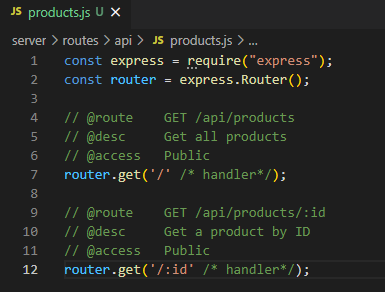 JS products.js U X
server > routes > api > JS products.js > ...
1 const express = require("express");
2 const router = express.Router();
3
4 // @route    GET /api/products
5 // @desc     Get all products
6 // @access   Public
7 router.get('/' /* handler*/);
8
9 // @route    GET /api/products/:id
10 // @desc     Get a product by ID
11 // @access   Public
12 router.get('/:id' /* handler*/);